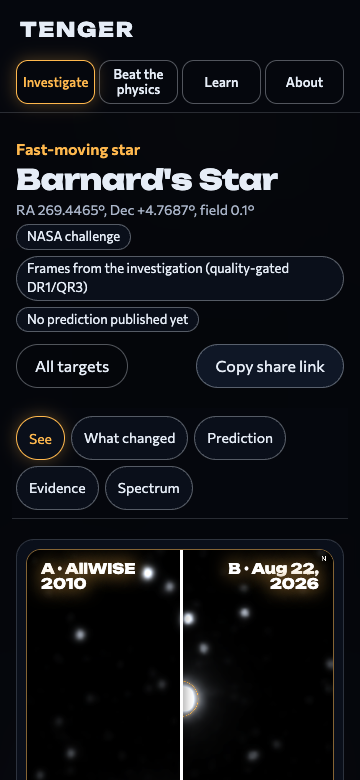 TENGER
Investigate
Beat the
physics
Learn
About
Fast-moving star
Barnard's Star
RA 269.4465°, Dec +4.7687°, field 0.1°
NASA challenge
Frames from the investigation (quality-gated
DR1/QR3)
No prediction published yet
All targets
Copy share link
See
What changed
Prediction
Evidence
Spectrum
A · AllWISE
2010
B · Aug 22,
2026
N